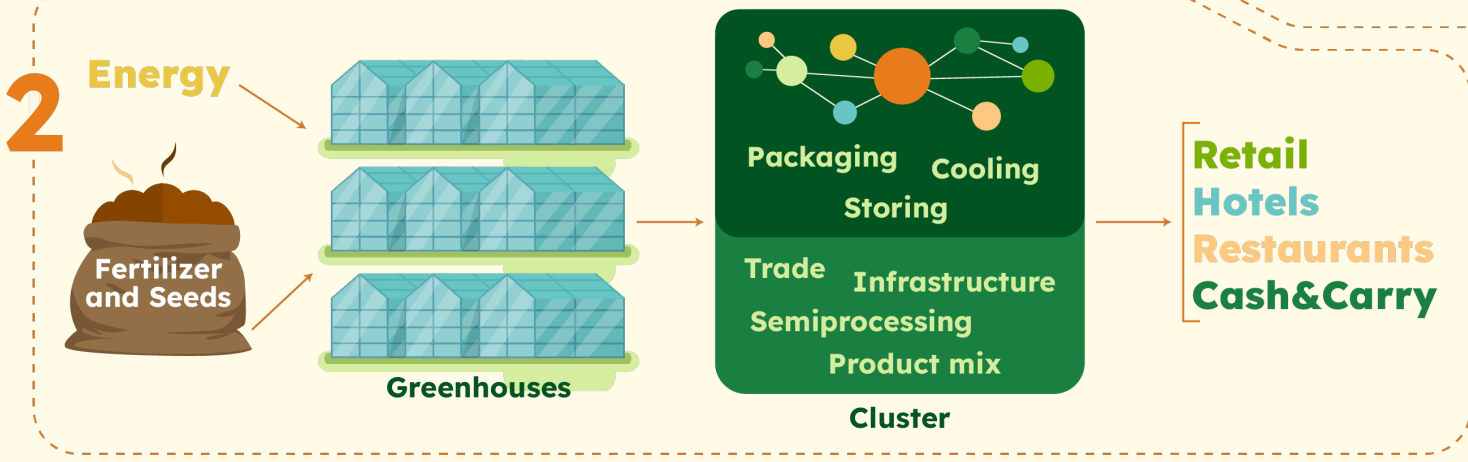 2
Energy
Fertilizer
and Seeds
Greenhouses
Packaging
Cooling
Storing
Trade
Infrastructure
Semiprocessing
Product mix
Cluster
Retail
Hotels
Restaurants
Cash&Carry